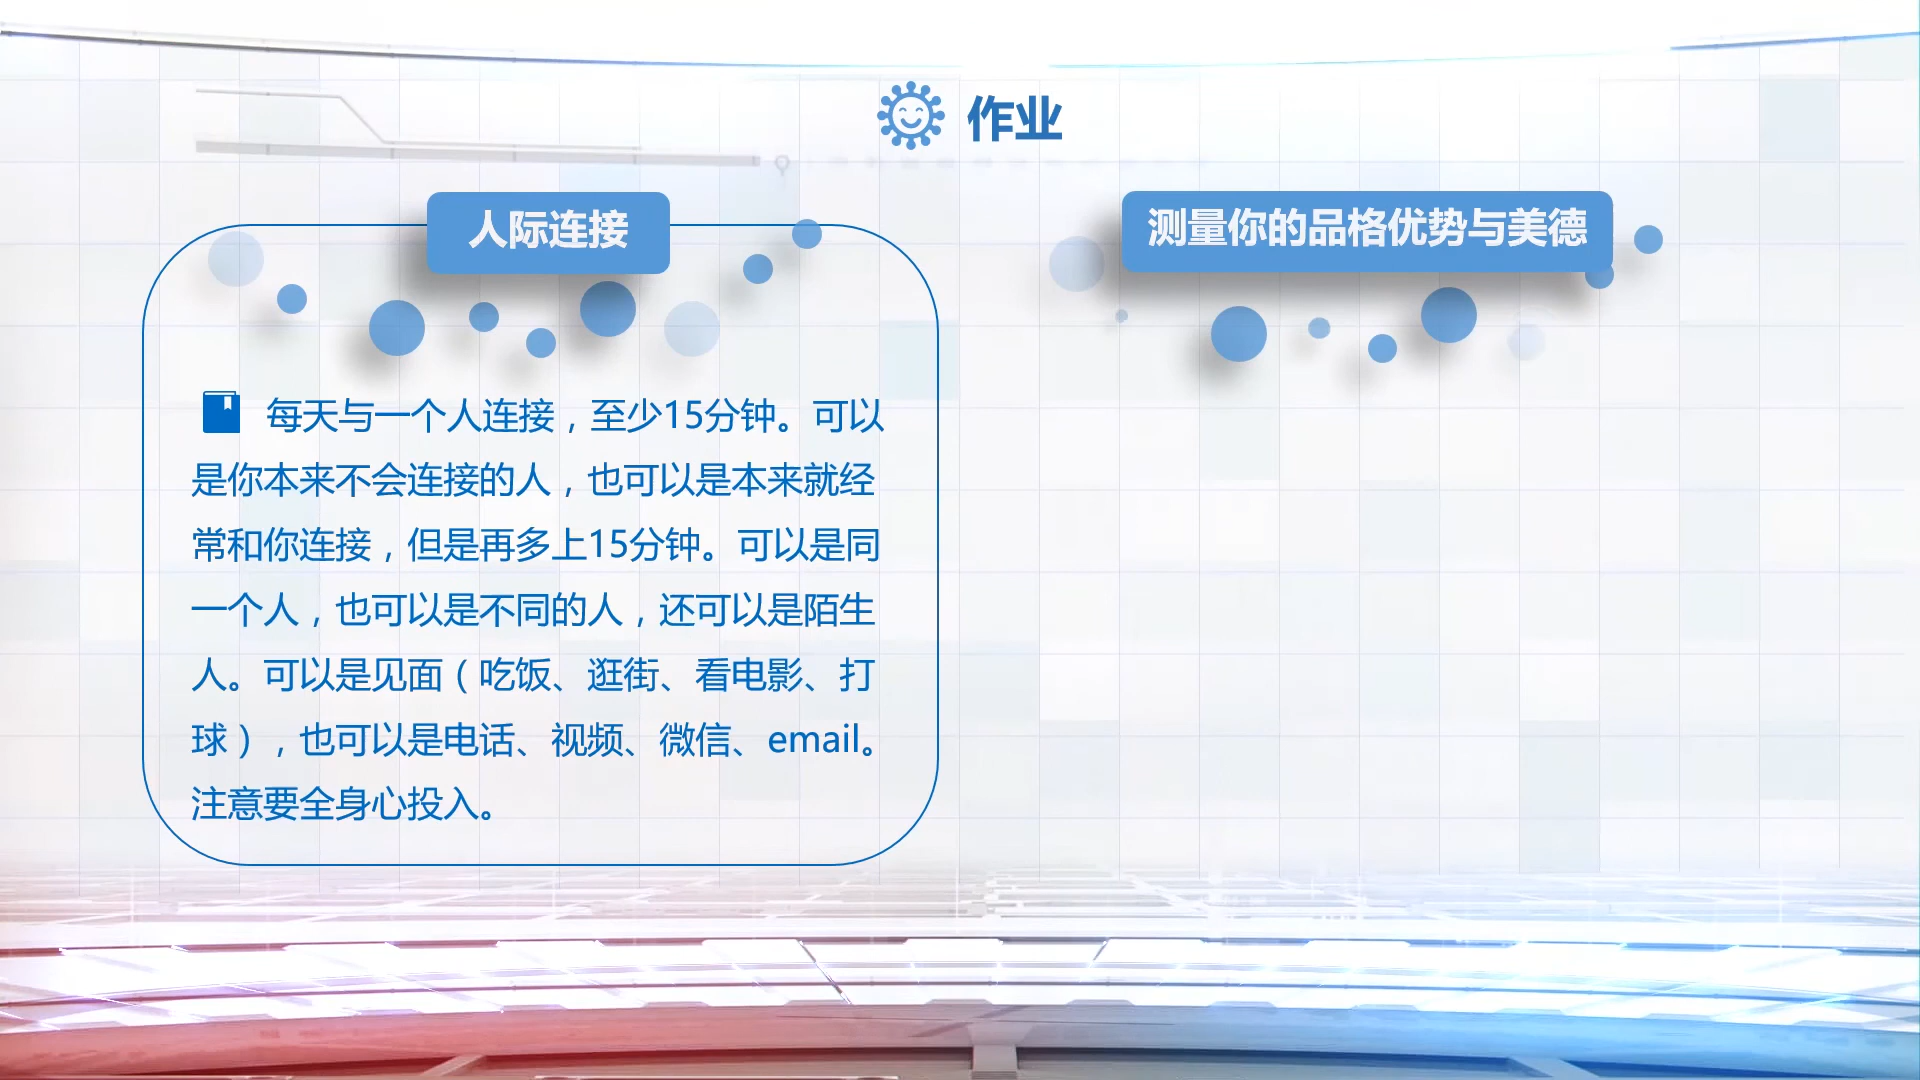 作业
人际连接
每天与一个人连接，至少15分钟。可以
是你本来不会连接的人，也可以是本来就经
常和你连接，但是再多上15分钟。可以是同
一个人，也可以是不同的人，还可以是陌生
人。可以是见面（吃饭、逛街、看电影、打
球），也可以是电话、视频、微信、email。
注意要全身心投入。
测量你的品格优势与美德